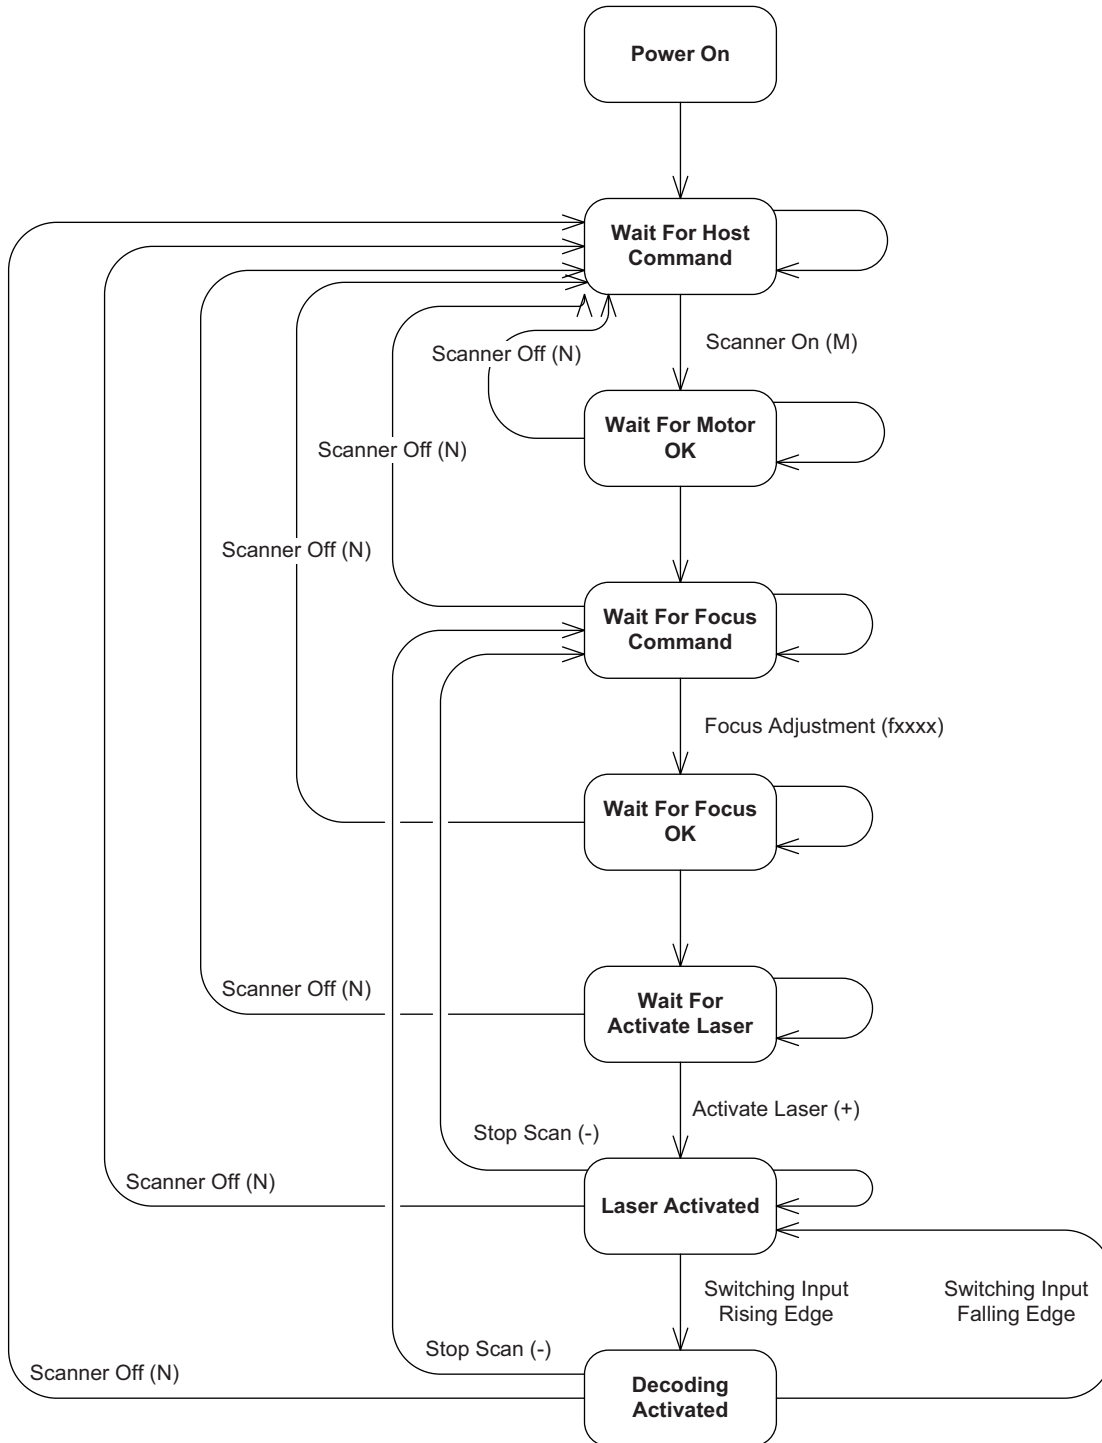 Power On
Wait For Host
Command
Scanner On (M)
Scanner Off (N)
Wait For Motor
OK
Scanner Off (N)
Scanner Off (N)
Wait For Focus
Command
Focus Adjustment (fxxxx)
Wait For Focus
OK
Scanner Off (N)
Wait For
Activate Laser
Activate Laser (+)
Stop Scan (-)
Scanner Off (N)
Laser Activated
Switching Input
Rising Edge
Switching Input
Falling Edge
Stop Scan (-)
Scanner Off (N)
Decoding
Activated